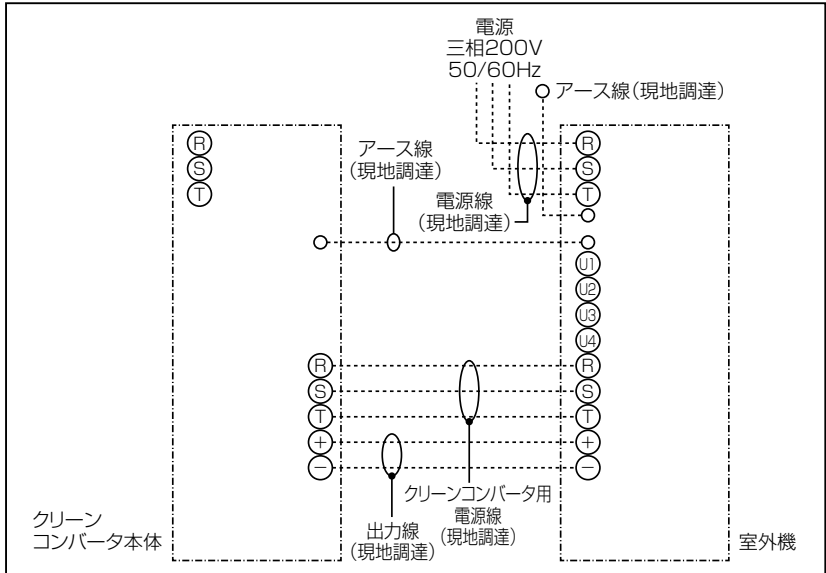 電源
三相200V
50/60Hz
アース線(現地調達)
R
S
T
アース線
(現地調達)
電源線
(現地調達)
R
S
T
U1
U2
U3
U4
R
S
T
+
−
R
S
T
+
−
クリーンコンバータ用
電源線
(現地調達)
出力線
(現地調達)
クリーン
コンバータ本体
室外機